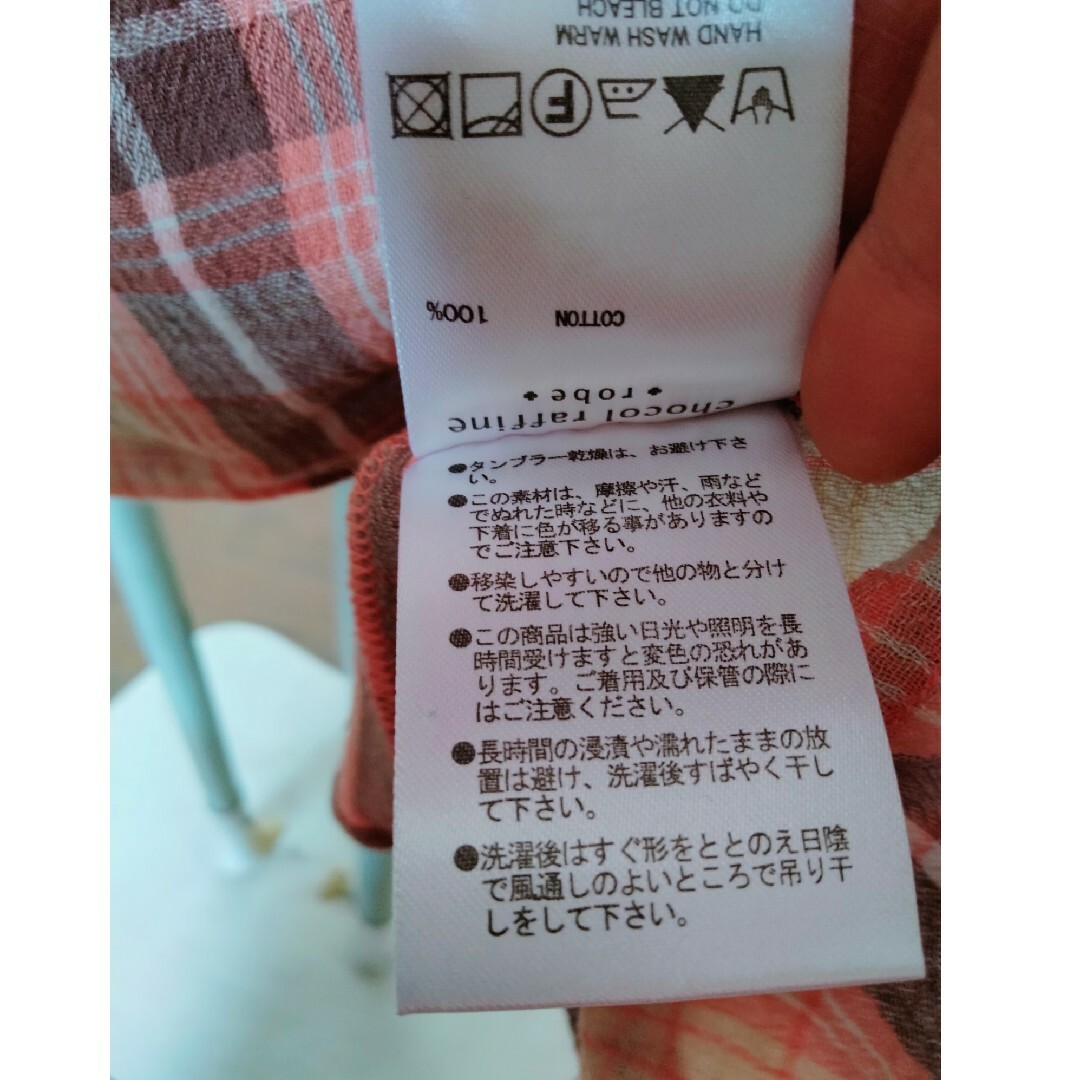 DO NOT BLEACH
HAND WASH WARM
F
COTTON 100%
chocol raffine
robe
●タンブラー乾燥は、お避け下さ
い。
●この素材は、摩擦や汗、雨など
でぬれた時などに、他の衣料や
下着に色が移る事がありますの
でご注意下さい。
●移染しやすいので他の物と分け
て洗濯して下さい。
●この商品は強い日光や照明を長
時間受けますと変色の恐れがあ
ります。ご着用及び保管の際に
はご注意ください。
●長時間の浸漬や濡れたままの放
置は避け、洗濯後すばやく干し
て下さい。
●洗濯後はすぐ形をととのえ日陰
で風通しのよいところで吊り干
しをして下さい。